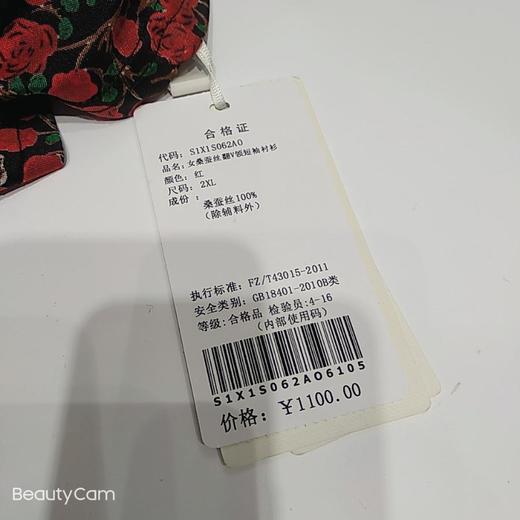 合格证
代码: S1X1S062A0
品名: 女桑蚕丝翻V领短袖衬衫
颜色: 红
尺码: 2XL
成份: 桑蚕丝100%
(除辅料外)
执行标准: FZ/T43015-2011
安全类别: GB18401-2010B类
等级:合格品 检验员:4-16
(内部使用码)
S1X1S062A06105
价格: ¥1100.00
BeautyCam